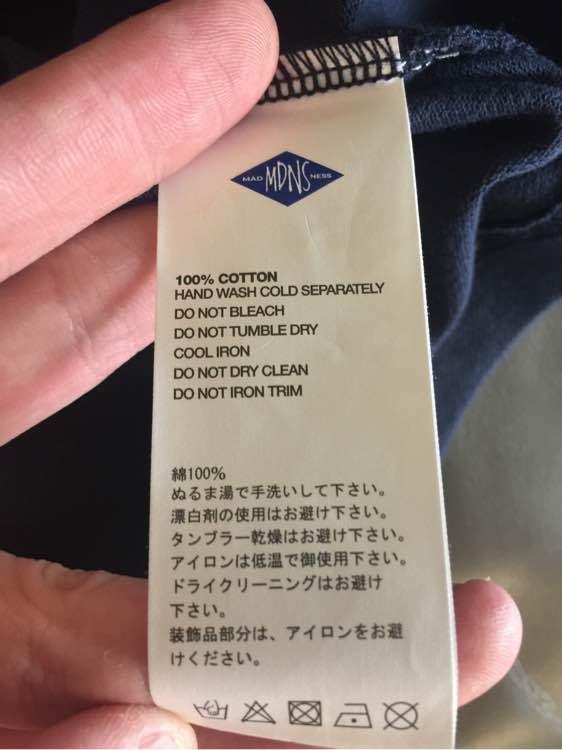 MAD MDNS NESS
100% COTTON
HAND WASH COLD SEPARATELY
DO NOT BLEACH
DO NOT TUMBLE DRY
COOL IRON
DO NOT DRY CLEAN
DO NOT IRON TRIM
綿100%
ぬるま湯で手洗いして下さい。
漂白剤の使用はお避け下さい。
タンブラー乾燥はお避け下さい。
アイロンは低温で御使用下さい。
ドライクリーニングはお避け
下さい。
装飾品部分は、アイロンをお避
けください。